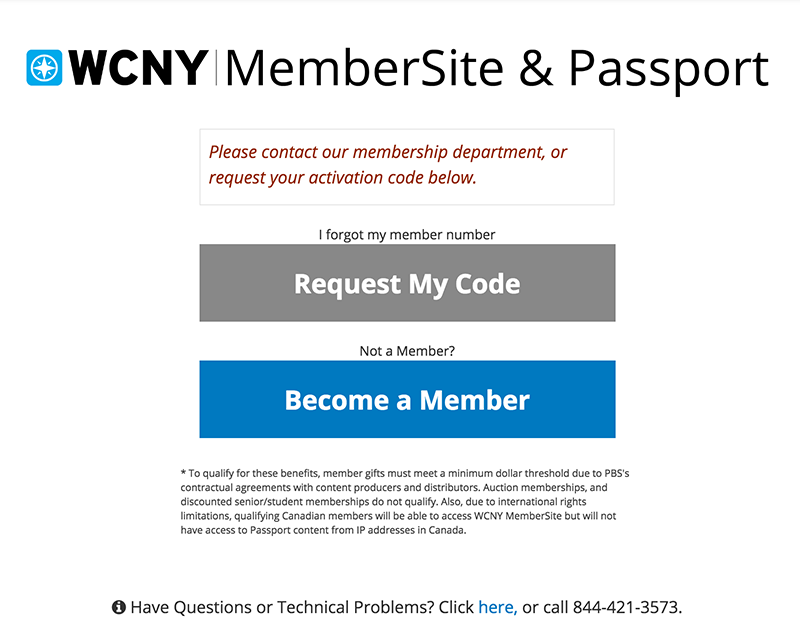 WCNY | MemberSite & Passport
Please contact our membership department, or
request your activation code below.
I forgot my member number
Request My Code
Not a Member?
Become a Member
* To qualify for these benefits, member gifts must meet a minimum dollar threshold due to PBS's
contractual agreements with content producers and distributors. Auction memberships, and
discounted senior/student memberships do not qualify. Also, due to international rights
limitations, qualifying Canadian members will be able to access WCNY MemberSite but will not
have access to Passport content from IP addresses in Canada.
Have Questions or Technical Problems? Click here, or call 844-421-3573.